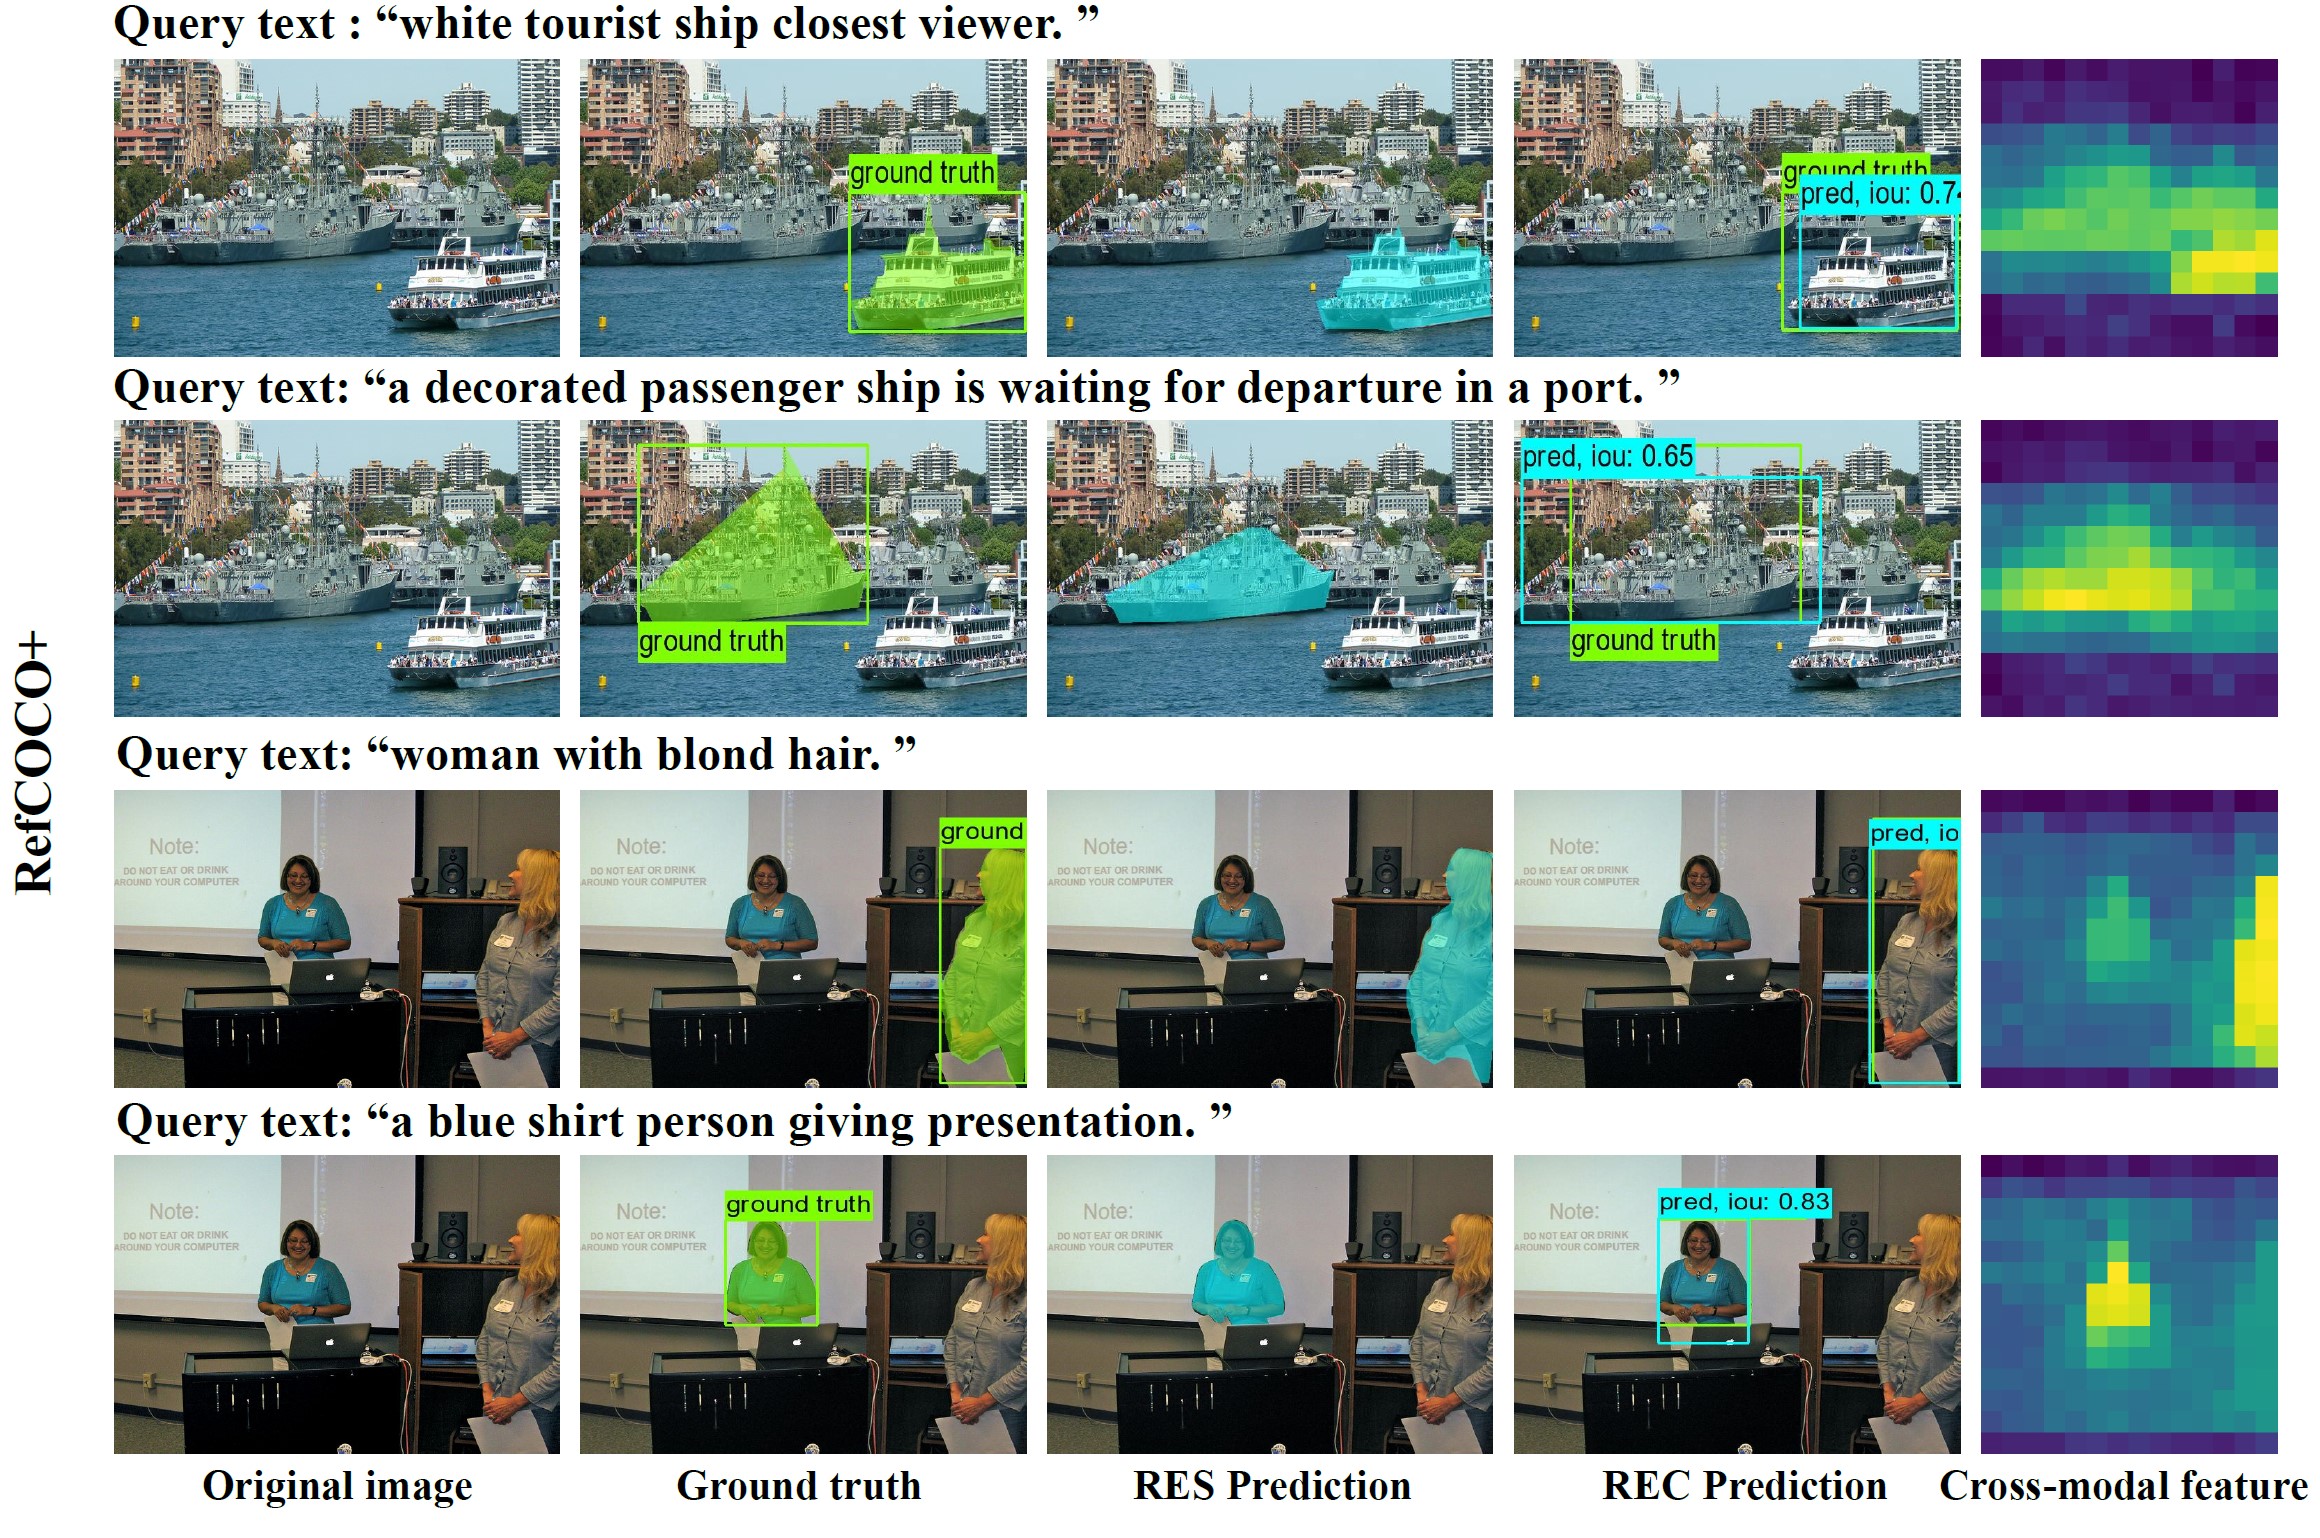 Query text : “white tourist ship closest viewer. ”
ground truth
ground truth
pred, iou: 0.74
Query text: “a decorated passenger ship is waiting for departure in a port. ”
ground truth
pred, iou: 0.65
ground truth
RefCOCO+
Query text: “woman with blond hair. ”
Note:
DO NOT EAT OR DRINK
AROUND YOUR COMPUTER
Note:
DO NOT EAT OR DRINK
AROUND YOUR COMPUTER
ground
Note:
DO NOT EAT OR DRINK
AROUND YOUR COMPUTER
Note:
DO NOT EAT OR DRINK
AROUND YOUR COMPUTER
pred, io
Query text: “a blue shirt person giving presentation. ”
Note:
DO NOT EAT OR DRINK
AROUND YOUR COMPUTER
Note:
DO NOT EAT OR DRINK
AROUND YOUR COMPUTER
ground truth
Note:
DO NOT EAT OR DRINK
AROUND YOUR COMPUTER
Note:
DO NOT EAT OR DRINK
AROUND YOUR COMPUTER
pred, iou: 0.83
Original image
Ground truth
RES Prediction
REC Prediction
Cross-modal feature